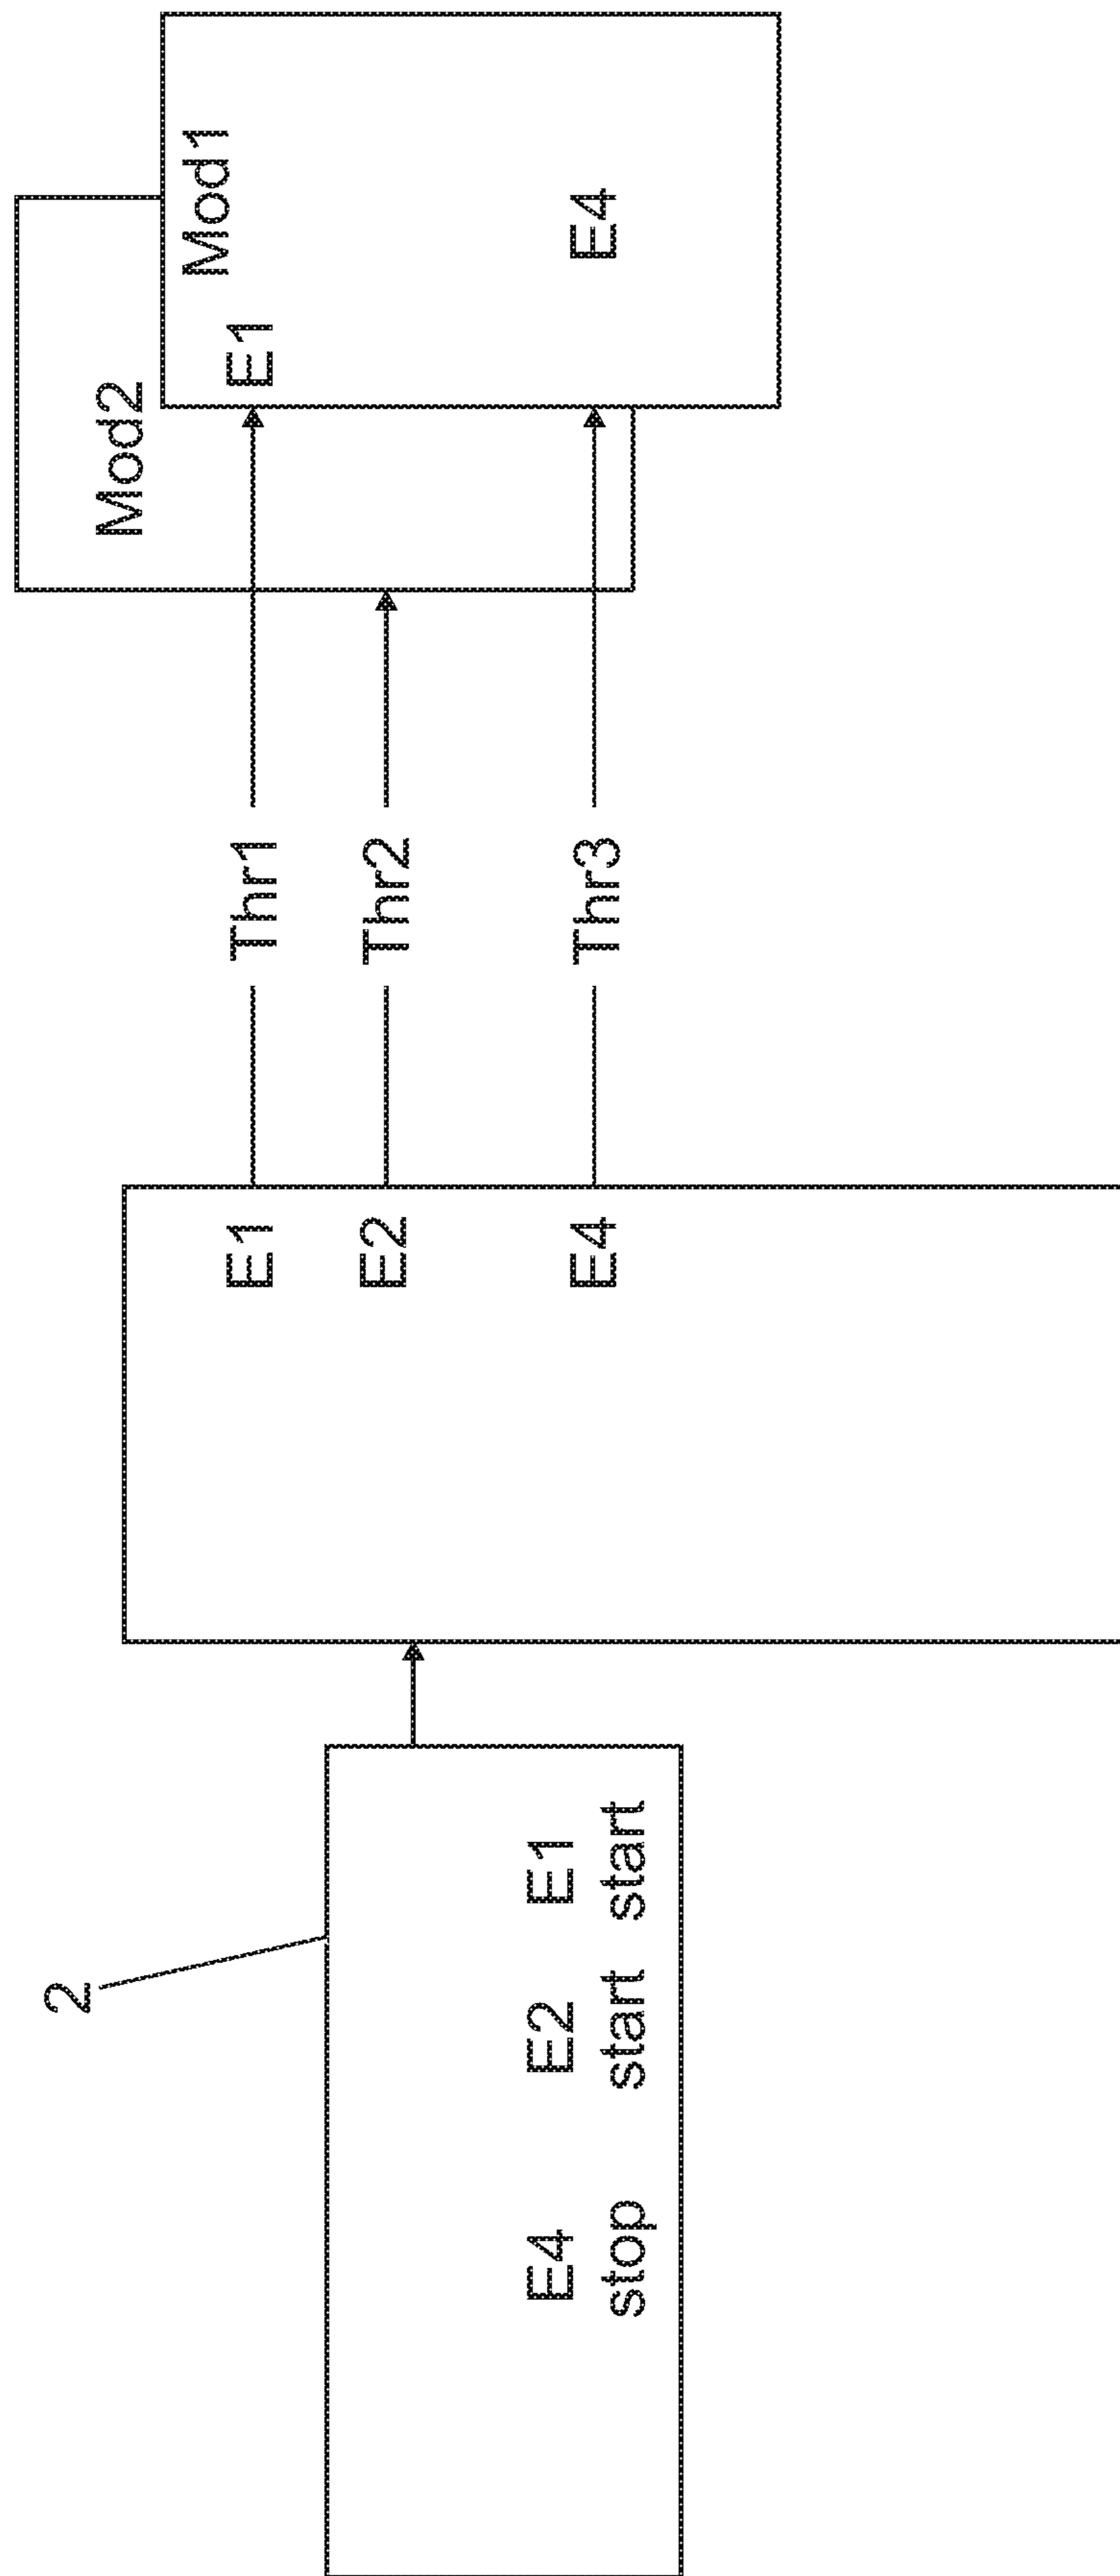 2
E4 E2 E1
stop start start
E1
E2
E4
Thr1
Thr2
Thr3
Mod2
Mod1
E1
E4